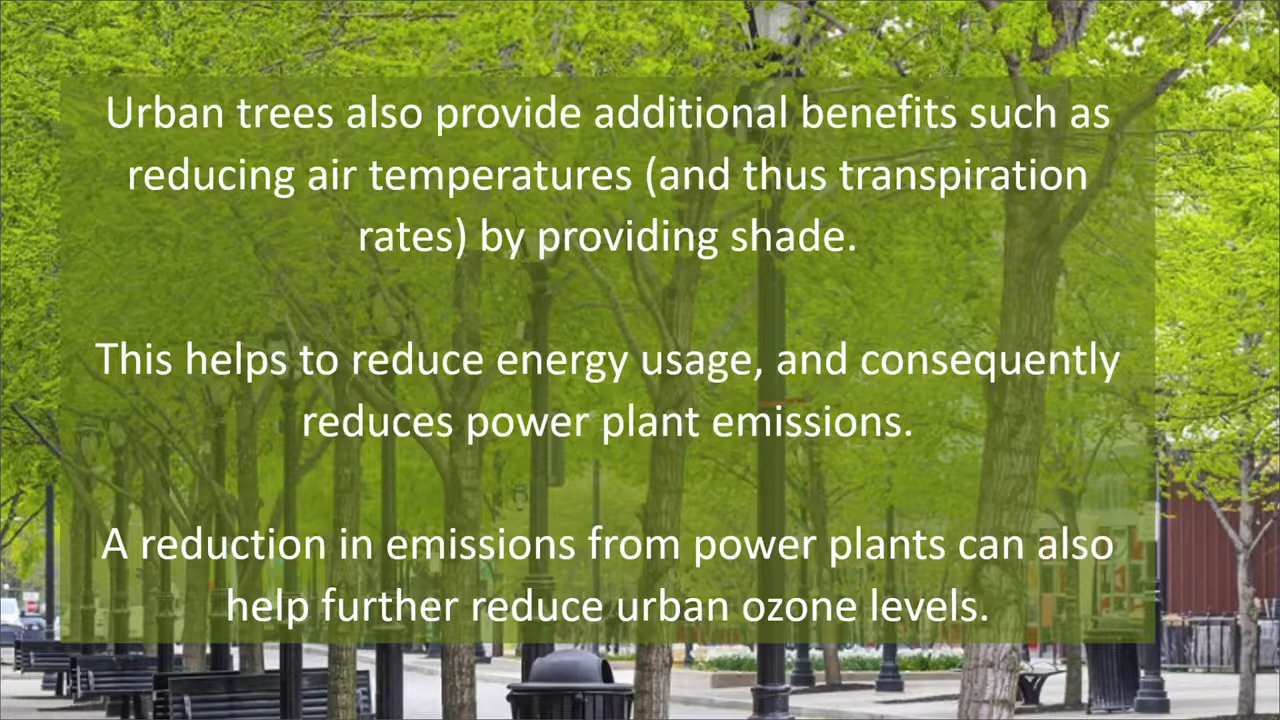 Urban trees also provide additional benefits such as
reducing air temperatures (and thus transpiration
rates) by providing shade.
This helps to reduce energy usage, and consequently
reduces power plant emissions.
A reduction in emissions from power plants can also
help further reduce urban ozone levels.